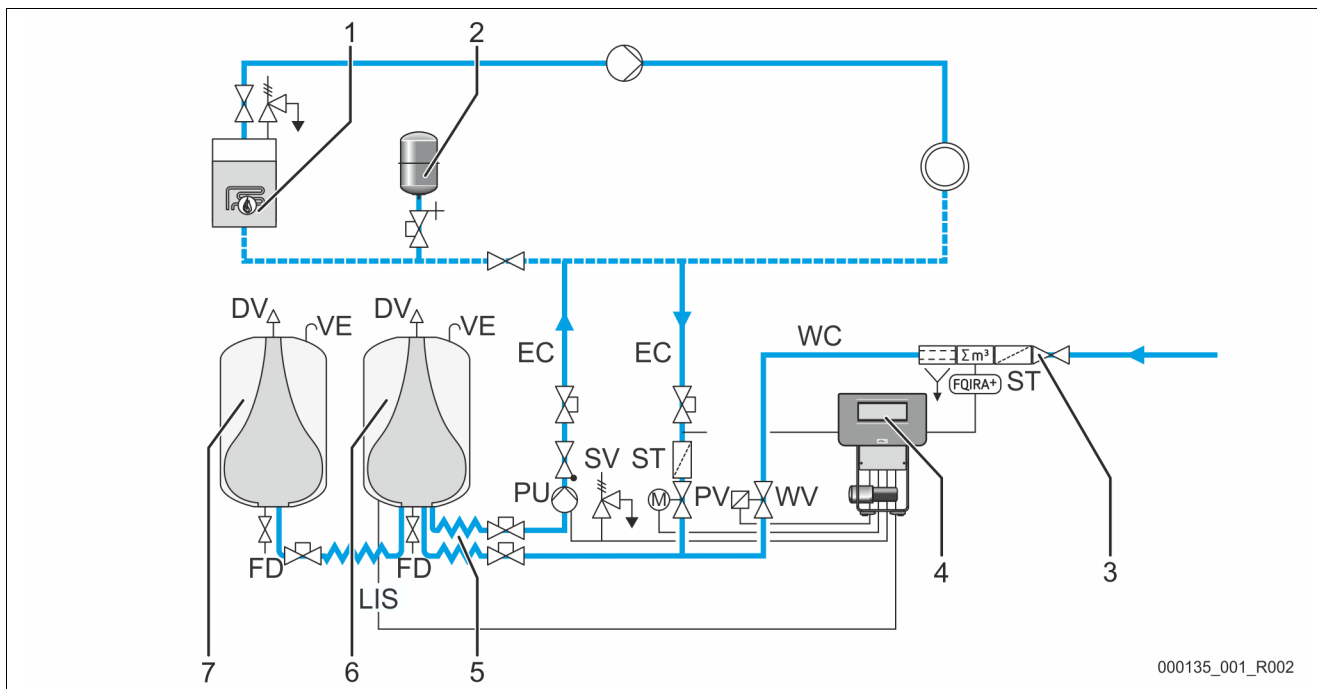 1
2
DV
VE
DV
VE
EC
EC
WC
Σm³
FQIRA+
ST
SV
ST
PU
M
PV
WV
FD
FD
LIS
4
3
7
6
5
000135_001_R002